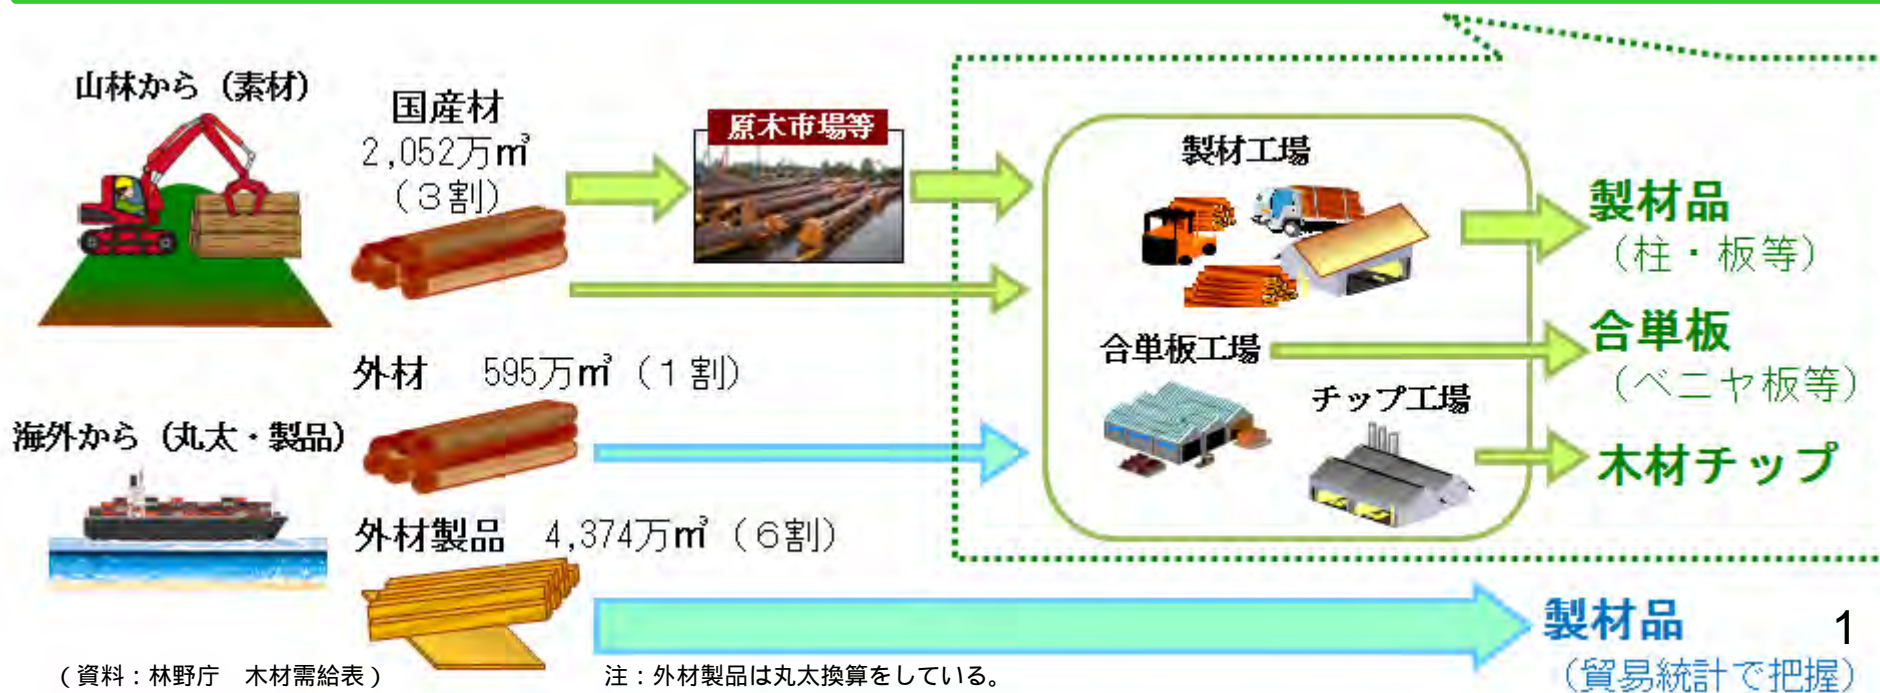 山林から（素材）
国産材
2,052万㎥
（３割）
原木市場等
外材　595万㎥（１割）
海外から（丸太・製品）
外材製品　4,374万㎥（６割）
製材工場
合単板工場
チップ工場
製材品
（柱・板等）
合単板
（ベニヤ板等）
木材チップ
製材品
（貿易統計で把握）
1
（資料：林野庁　木材需給表）
注：外材製品は丸太換算をしている。